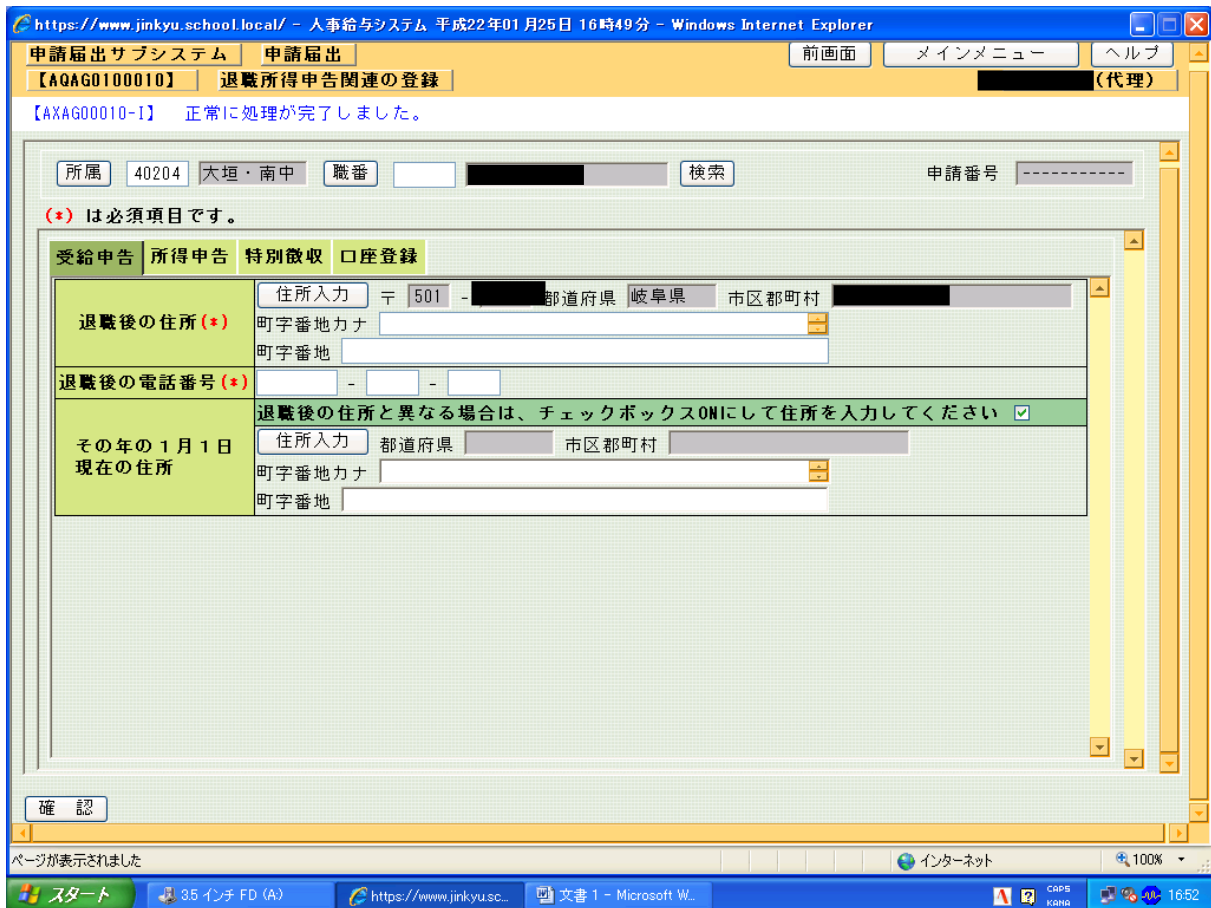 https://www.jinkyu.school.local/ - 人事給与システム 平成22年01月25日 16時49分 - Windows Internet Explorer
申請届出サブシステム 申請届出 前画面 メインメニュー ヘルプ
【AQAG0100010】 退職所得申告関連の登録 (代理)
【AXAG00010-I】 正常に処理が完了しました。
所属 40204 大垣・南中 職番 検索 申請番号 -----------
(*) は必須項目です。
受給申告 所得申告 特別徴収 口座登録
退職後の住所(*)
住所入力 〒 501 - 都道府県 岐阜県 市区郡町村
町字番地カナ
町字番地
退職後の電話番号(*) - -
その年の1月1日
現在の住所
退職後の住所と異なる場合は、チェックボックスONにして住所を入力してください
住所入力 都道府県 市区郡町村
町字番地カナ
町字番地
確 認
ページが表示されました インターネット 100%
スタート 3.5 インチ FD (A:) https://www.jinkyu.sc... 文書 1 - Microsoft W... A CAPS KANA 16:52